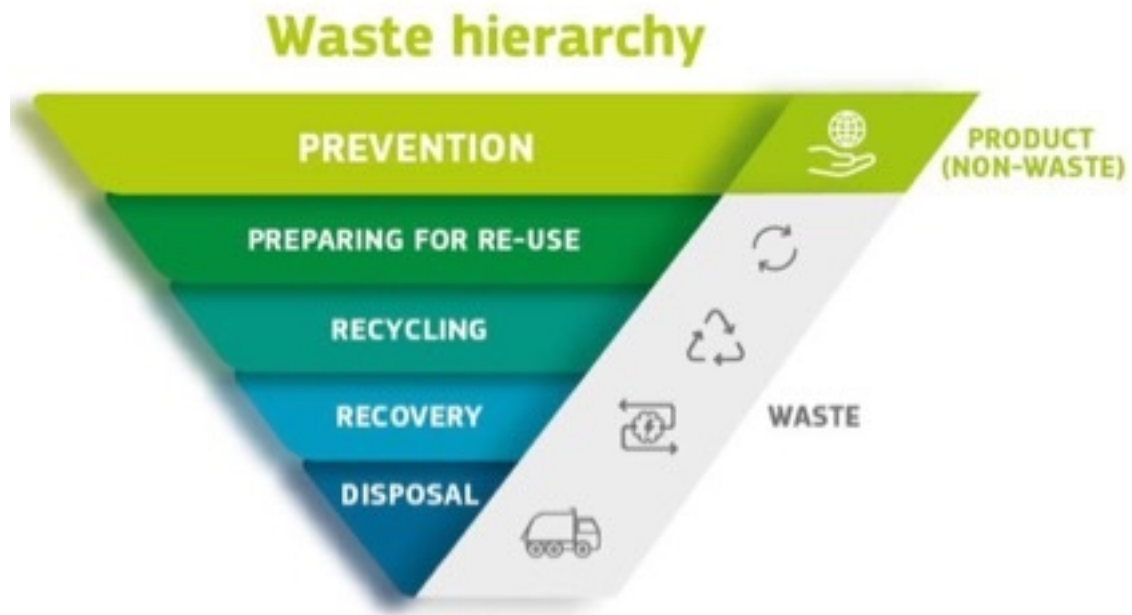 Waste hierarchy
PREVENTION
PRODUCT
(NON-WASTE)
PREPARING FOR RE-USE
RECYCLING
RECOVERY
WASTE
DISPOSAL